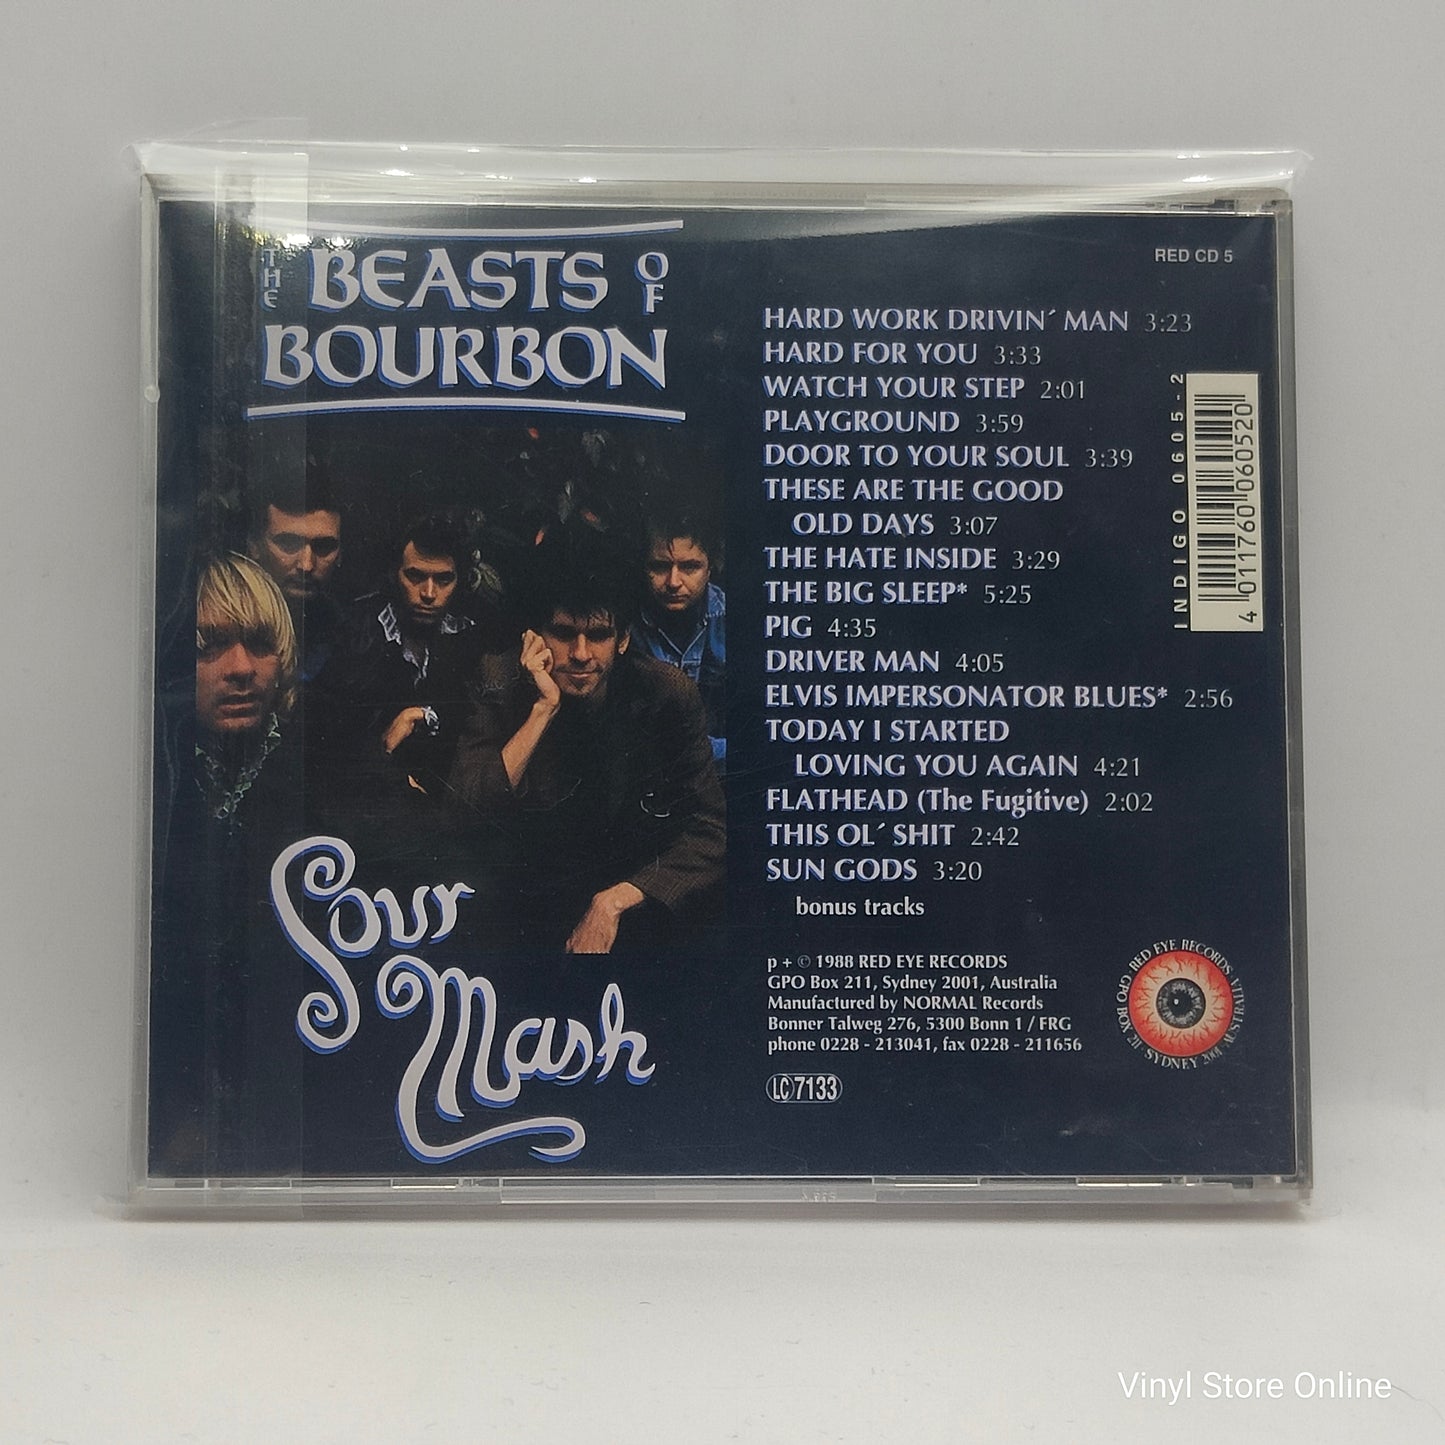 THE BEASTS OF
BOURBON
Sour
Mash
RED CD 5
HARD WORK DRIVIN´ MAN 3:23
HARD FOR YOU 3:33
WATCH YOUR STEP 2:01
PLAYGROUND 3:59
DOOR TO YOUR SOUL 3:39
THESE ARE THE GOOD
OLD DAYS 3:07
THE HATE INSIDE 3:29
THE BIG SLEEP* 5:25
PIG 4:35
DRIVER MAN 4:05
ELVIS IMPERSONATOR BLUES* 2:56
TODAY I STARTED
LOVING YOU AGAIN 4:21
FLATHEAD (The Fugitive) 2:02
THIS OL´ SHIT 2:42
SUN GODS 3:20
bonus tracks
INDIGO 0605-2
4 011760 060520
p + © 1988 RED EYE RECORDS
GPO Box 211, Sydney 2001, Australia
Manufactured by NORMAL Records
Bonner Talweg 276, 5300 Bonn 1 / FRG
phone 0228 - 213041, fax 0228 - 211656
LC 7133
RED EYE RECORDS
GPO BOX 211 · SYDNEY 2001 · AUSTRALIA
Vinyl Store Online